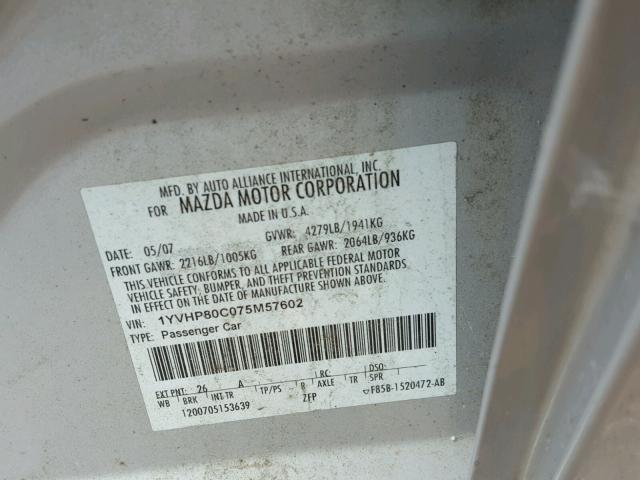 MFD. BY AUTO ALLIANCE INTERNATIONAL, INC.
FOR MAZDA MOTOR CORPORATION
MADE IN U.S.A.
DATE: 05/07 GVWR: 4279LB/1941KG
FRONT GAWR: 2216LB/1005KG REAR GAWR: 2064LB/936KG
THIS VEHICLE CONFORMS TO ALL APPLICABLE FEDERAL MOTOR
VEHICLE SAFETY, BUMPER, AND THEFT PREVENTION STANDARDS
IN EFFECT ON THE DATE OF MANUFACTURE SHOWN ABOVE.
VIN: 1YVHP80C075M57602
TYPE: Passenger Car
EXT PNT: 26 A RC: DSO:
WB BRK INT TR TP/PS R AXLE TR SPR
1200705153639 ZFP F85B-1520472-AB